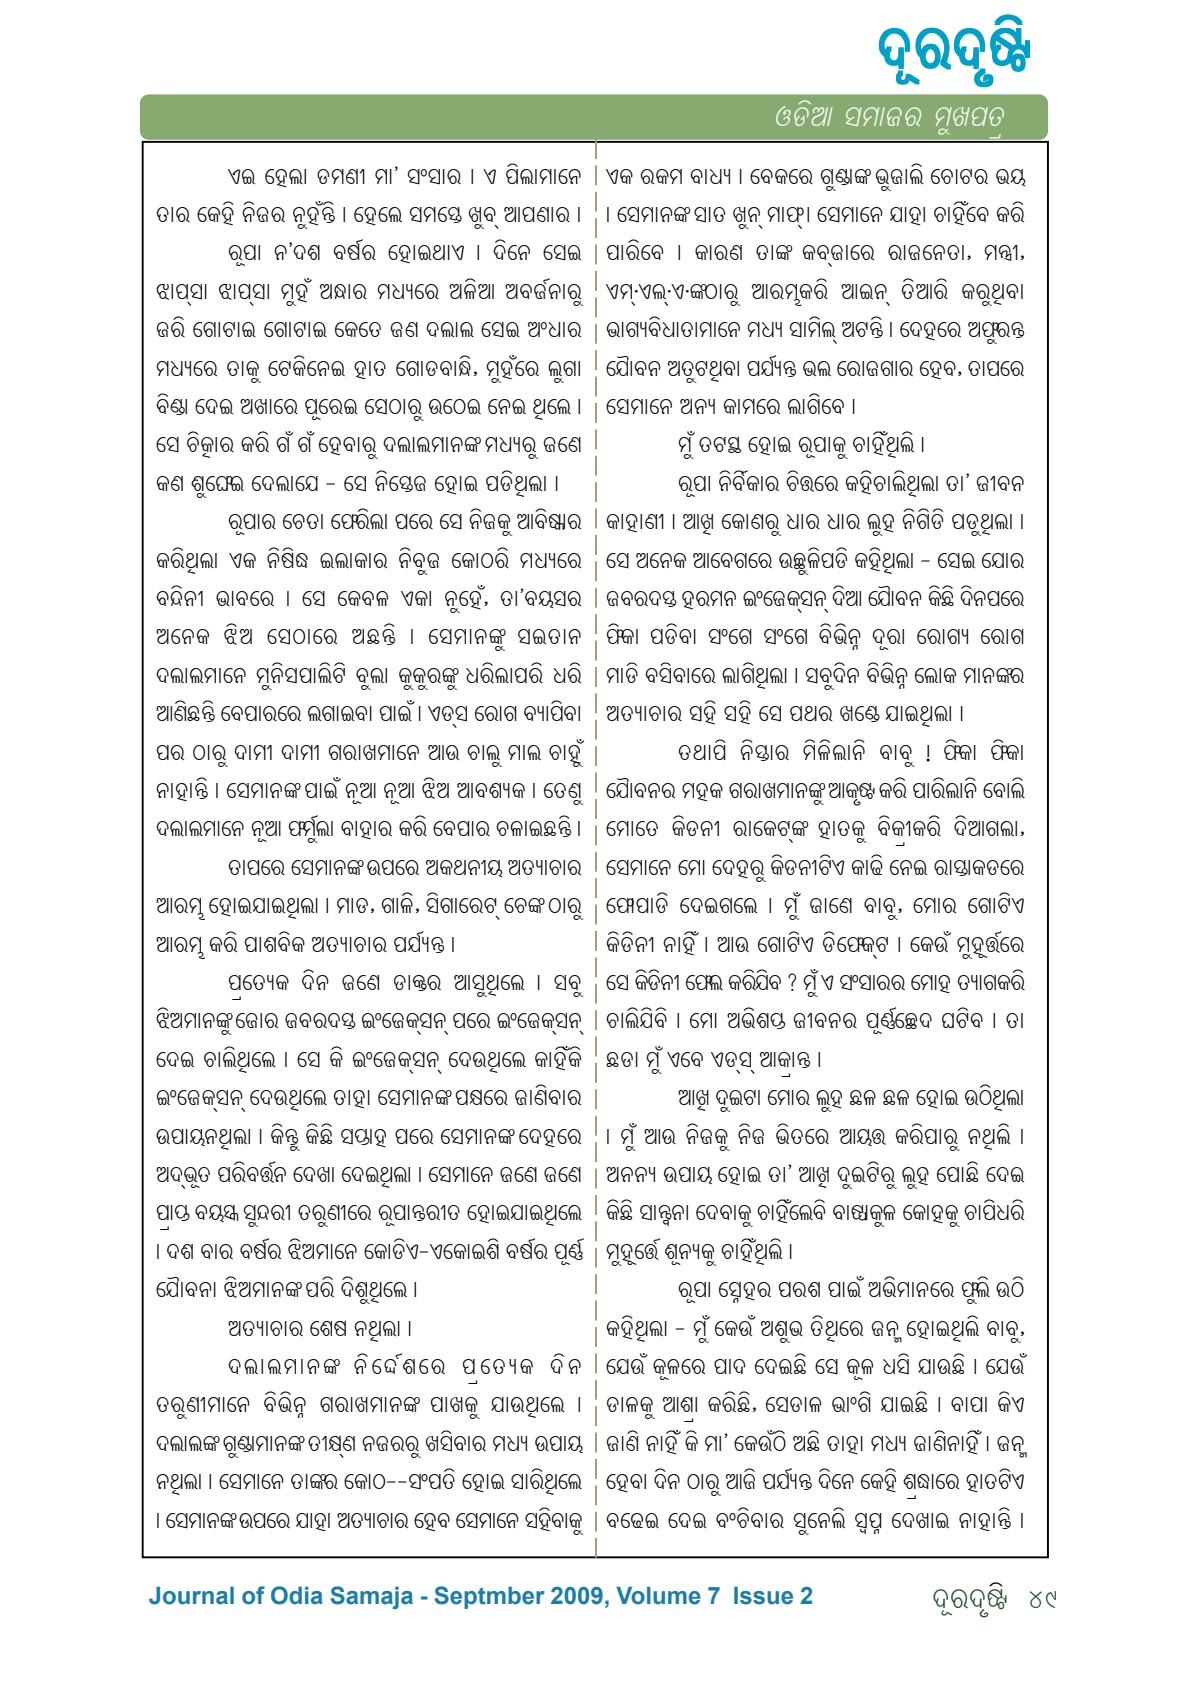 ଦୂରଦୃଷ୍ଟି
ଓଡିଆ ସମାଜର ମୁଖପତ୍ର
ଏଇ ହେଲା ଡମଣୀ ମା’ ସଂସାର । ଏ ପିଲାମାନେ
ତାର କେହି ନିଜର ନୁହଁନ୍ତି । ହେଲେ ସମସ୍ତେ ଖୁବ୍ ଆପଣାର ।
ରୂପା ନ’ଦଶ ବର୍ଷର ହୋଇଥାଏ । ଦିନେ ସେଇ
ଝାପ୍‌ସା ଝାପ୍‌ସା ମୁହଁ ଅନ୍ଧାର ମଧ୍ୟରେ ଅଳିଆ ଅବର୍ଜନାରୁ
ଜରି ଗୋଟାଇ ଗୋଟାଇ କେତେ ଜଣ ଦଲାଲ ସେଇ ଅଂଧାର
ମଧ୍ୟରେ ତାକୁ ଟେକିନେଇ ହାତ ଗୋଡବାନ୍ଧି, ମୁହଁରେ ଲୁଗା
ବିଣ୍ଡା ଦେଇ ଅଖାରେ ପୂରେଇ ସେଠାରୁ ଉଠେଇ ନେଇ ଥିଲେ ।
ସେ ଚିତ୍କାର କରି ଗଁ ଗଁ ହେବାରୁ ଦଲାଲମାନଙ୍କ ମଧ୍ୟରୁ ଜଣେ
କଣ ଶୁଘେଇ ଦେଲାଯେ – ସେ ନିସ୍ତେଜ ହୋଇ ପଡିଥିଲା ।
ରୂପାର ଚେତା ଫେରିଲା ପରେ ସେ ନିଜକୁ ଆବିଷ୍କାର
କରିଥିଲା ଏକ ନିଷିଦ୍ଧ ଇଲାକାର ନିବୁଜ କୋଠରି ମଧ୍ୟରେ
ବନ୍ଦିନୀ ଭାବରେ । ସେ କେବଳ ଏକା ନୁହେଁ, ତା’ବୟସର
ଅନେକ ଝିଅ ସେଠାରେ ଅଛନ୍ତି । ସେମାନଙ୍କୁ ସଇତାନ
ଦଲାଲମାନେ ମୁନିସପାଲିଟି ବୁଲା କୁକୁରଙ୍କୁ ଧରିଲାପରି ଧରି
ଆଣିଛନ୍ତି ବେପାରରେ ଲଗାଇବା ପାଇଁ । ଏଡ୍‌ସ ରୋଗ ବ୍ୟାପିବା
ପର ଠାରୁ ଦାମୀ ଦାମୀ ଗରାଖମାନେ ଆଉ ଚାଲୁ ମାଲ ଚାହୁଁ
ନାହାନ୍ତି । ସେମାନଙ୍କ ପାଇଁ ନୂଆ ନୂଆ ଝିଅ ଆବଶ୍ୟକ । ତେଣୁ
ଦଲାଲମାନେ ନୂଆ ଫର୍ମୁଲା ବାହାର କରି ବେପାର ଚଳାଇଛନ୍ତି ।
ତାପରେ ସେମାନଙ୍କ ଉପରେ ଅକଥନୀୟ ଅତ୍ୟାଚାର
ଆରମ୍ଭ ହୋଇଯାଇଥିଲା । ମାଡ, ଗାଳି, ସିଗାରେଟ୍ ଚେଙ୍କ ଠାରୁ
ଆରମ୍ଭ କରି ପାଶବିକ ଅତ୍ୟାଚାର ପର୍ଯ୍ୟନ୍ତ ।
ପ୍ରତ୍ୟେକ ଦିନ ଜଣେ ଡାକ୍ତର ଆସୁଥିଲେ । ସବୁ
ଝିଅମାନଙ୍କୁ ଜୋର ଜବରଦସ୍ତ ଇଂଜେକ୍‌ସନ୍ ପରେ ଇଂଜେକ୍‌ସନ୍
ଦେଇ ଚାଲିଥିଲେ । ସେ କି ଇଂଜେକ୍‌ସନ୍ ଦେଉଥିଲେ କାହିଁକି
ଇଂଜେକ୍‌ସନ୍ ଦେଉଥିଲେ ତାହା ସେମାନଙ୍କ ପକ୍ଷରେ ଜାଣିବାର
ଉପାୟନଥିଲା । କିନ୍ତୁ କିଛି ସପ୍ତାହ ପରେ ସେମାନଙ୍କ ଦେହରେ
ଅଦ୍‌ଭୂତ ପରିବର୍ତ୍ତନ ଦେଖା ଦେଇଥିଲା । ସେମାନେ ଜଣେ ଜଣେ
ପ୍ରାପ୍ତ ବୟସ୍କ ସୁନ୍ଦରୀ ତରୁଣୀରେ ରୂପାନ୍ତରୀତ ହୋଇଯାଇଥିଲେ
। ଦଶ ବାର ବର୍ଷର ଝିଅମାନେ କୋଡିଏ-ଏକୋଇଶି ବର୍ଷର ପୂର୍ଣ୍ଣ
ଯୌବନା ଝିଅମାନଙ୍କ ପରି ଦିଶୁଥିଲେ ।
ଅତ୍ୟାଚାର ଶେଷ ନଥିଲା ।
ଦଲାଲମାନଙ୍କ ନିର୍ଦ୍ଦେଶରେ ପ୍ରତ୍ୟେକ ଦିନ
ତରୁଣୀମାନେ ବିଭିନ୍ନ ଗରାଖମାନଙ୍କ ପାଖକୁ ଯାଉଥିଲେ ।
ଦଲାଲଙ୍କ ଗୁଣ୍ଡାମାନଙ୍କ ତୀକ୍ଷ୍ଣ ନଜରରୁ ଖସିବାର ମଧ୍ୟ ଉପାୟ
ନଥିଲା । ସେମାନେ ତାଙ୍କର କୋଠ--ସଂପତି ହୋଇ ସାରିଥିଲେ
। ସେମାନଙ୍କ ଉପରେ ଯାହା ଅତ୍ୟାଚାର ହେବ ସେମାନେ ସହିବାକୁ
ଏକ ରକମ ବାଧ୍ୟ । ବେକରେ ଗୁଣ୍ଡାଙ୍କ ଭୁଜାଲି ଚୋଟର ଭୟ
। ସେମାନଙ୍କ ସାତ ଖୁନ୍ ମାଫ୍। ସେମାନେ ଯାହା ଚାହିଁବେ କରି
ପାରିବେ । କାରଣ ତାଙ୍କ କବ୍‌ଜାରେ ରାଜନେତା, ମନ୍ତ୍ରୀ,
ଏମ୍·ଏଲ୍·ଏ·ଙ୍କଠାରୁ ଆରମ୍ଭକରି ଆଇନ୍ ତିଆରି କରୁଥିବା
ଭାଗ୍ୟବିଧାତାମାନେ ମଧ୍ୟ ସାମିଲ୍ ଅଟନ୍ତି । ଦେହରେ ଅଫୁରନ୍ତ
ଯୌବନ ଅତୁଟଥିବା ପର୍ଯ୍ୟନ୍ତ ଭଲ ରୋଜଗାର ହେବ, ତାପରେ
ସେମାନେ ଅନ୍ୟ କାମରେ ଲାଗିବେ ।
ମୁଁ ତଟସ୍ଥ ହୋଇ ରୂପାକୁ ଚାହିଁଥିଲି ।
ରୂପା ନିର୍ବିକାର ଚିତ୍ତରେ କହିଚାଲିଥିଲା ତା’ ଜୀବନ
କାହାଣୀ । ଆଖି କୋଣରୁ ଧାର ଧାର ଲୁହ ନିଗିଡି ପଡୁଥିଲା ।
ସେ ଅନେକ ଆବେଗରେ ଉଚ୍ଛୁଳିପଡି କହିଥିଲା – ସେଇ ଯୋର
ଜବରଦସ୍ତ ହରମନ ଇଂଜେକ୍‌ସନ୍ ଦିଆ ଯୌବନ କିଛି ଦିନପରେ
ଫିକା ପଡିବା ସଂଗେ ସଂଗେ ବିଭିନ୍ନ ଦୂରା ରୋଗ୍ୟ ରୋଗ
ମାଡି ବସିବାରେ ଲାଗିଥିଲା । ସବୁଦିନ ବିଭିନ୍ନ ଲୋକ ମାନଙ୍କର
ଅତ୍ୟାଚାର ସହି ସହି ସେ ପଥର ଖଣ୍ଡେ ଯାଇଥିଲା ।
ତଥାପି ନିସ୍ତାର ମିଳିଲାନି ବାବୁ ! ଫିକା ଫିକା
ଯୌବନର ମହକ ଗରାଖମାନଙ୍କୁ ଆକୃଷ୍ଟ କରି ପାରିଲାନି ବୋଲି
ମୋତେ କିଡନୀ ରାକେଟ୍‌ଙ୍କ ହାତକୁ ବିକ୍ରୀକରି ଦିଆଗଲା,
ସେମାନେ ମୋ ଦେହରୁ କିଡନୀଟିଏ କାଢି ନେଇ ରାସ୍ତାକଡରେ
ଫୋପାଡି ଦେଇଗଲେ । ମୁଁ ଜାଣେ ବାବୁ, ମୋର ଗୋଟିଏ
କିଡିନୀ ନାହିଁ । ଆଉ ଗୋଟିଏ ଡିଫେକ୍‌ଟ । କେଉଁ ମୁହୂର୍ତ୍ତରେ
ସେ କିଡିନୀ ଫେଲ କରିଯିବ ? ମୁଁ ଏ ସଂସାରର ମୋହ ତ୍ୟାଗକରି
ଚାଲିଯିବି । ମୋ ଅଭିଶପ୍ତ ଜୀବନର ପୂର୍ଣ୍ଣଚ୍ଛେଦ ଘଟିବ । ତା
ଛଡା ମୁଁ ଏବେ ଏଡ୍‌ସ୍ ଆକ୍ରାନ୍ତ ।
ଆଖି ଦୁଇଟା ମୋର ଲୁହ ଛଳ ଛଳ ହୋଇ ଉଠିଥିଲା
। ମୁଁ ଆଉ ନିଜକୁ ନିଜ ଭିତରେ ଆୟତ୍ତ କରିପାରୁ ନଥିଲି ।
ଅନନ୍ୟ ଉପାୟ ହୋଇ ତା’ ଆଖି ଦୁଇଟିରୁ ଲୁହ ପୋଛି ଦେଇ
କିଛି ସାନ୍ତ୍ୱନା ଦେବାକୁ ଚାହିଁଲେବି ବାଷ୍ପାକୁଳ କୋହକୁ ଚାପିଧରି
ମୁହୂର୍ତ୍ତେ ଶୂନ୍ୟକୁ ଚାହିଁଥିଲି ।
ରୂପା ସ୍ନେହର ପରଶ ପାଇଁ ଅଭିମାନରେ ଫୁଲି ଉଠି
କହିଥିଲା – ମୁଁ କେଉଁ ଅଶୁଭ ତିଥିରେ ଜନ୍ମ ହୋଇଥିଲି ବାବୁ,
ଯେଉଁ କୂଳରେ ପାଦ ଦେଇଛି ସେ କୂଳ ଧସି ଯାଉଛି । ଯେଉଁ
ଡାଳକୁ ଆଶ୍ରା କରିଛି, ସେଡାଳ ଭାଂଗି ଯାଇଛି । ବାପା କିଏ
ଜାଣି ନାହିଁ କି ମା’ କେଉଁଠି ଅଛି ତାହା ମଧ୍ୟ ଜାଣିନାହିଁ । ଜନ୍ମ
ହେବା ଦିନ ଠାରୁ ଆଜି ପର୍ଯ୍ୟନ୍ତ ଦିନେ କେହି ଶ୍ରଦ୍ଧାରେ ହାତଟିଏ
ବଢେଇ ଦେଇ ବଂଚିବାର ସୁନେଲି ସ୍ୱପ୍ନ ଦେଖାଇ ନାହାନ୍ତି ।
Journal of Odia Samaja - Septmber 2009, Volume 7 Issue 2
ଦୂରଦୃଷ୍ଟି ୪୯